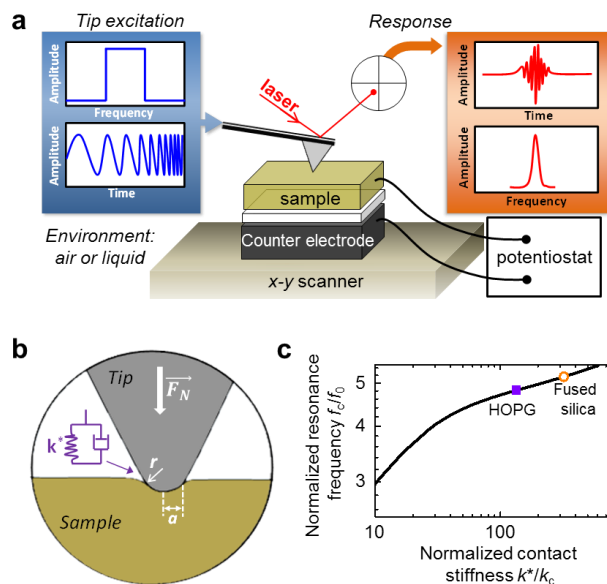 a
Tip excitation
Amplitude
Frequency
Amplitude
Time
Environment:
air or liquid
laser
sample
Counter electrode
x-y scanner
Response
Amplitude
Time
Amplitude
Frequency
potentiostat
b
Tip
F_N
k*
r
a
Sample
c
Normalized resonance
frequency f_c/f_0
5
4
3
HOPG
Fused
silica
10
100
Normalized contact
stiffness k*/k_c